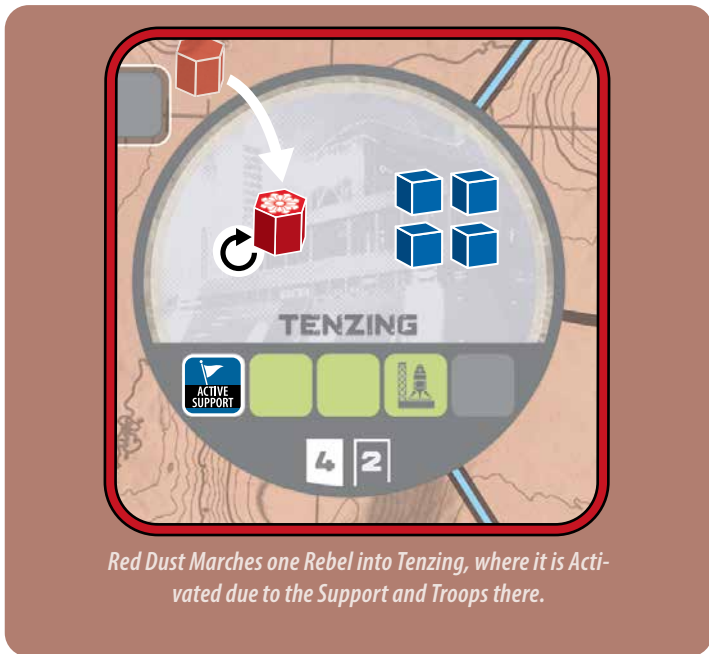 TENZING
ACTIVE
SUPPORT
4 2
Red Dust Marches one Rebel into Tenzing, where it is Acti-
vated due to the Support and Troops there.